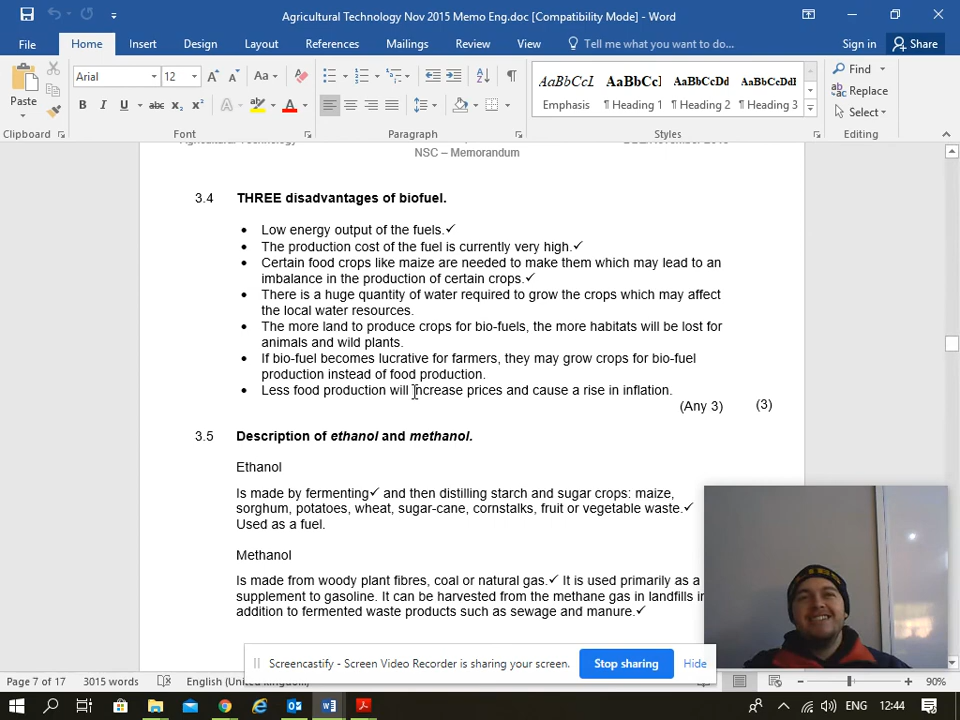 Agricultural Technology Nov 2015 Memo Eng.doc [Compatibility Mode] - Word
File Home Insert Design Layout References Mailings Review View Tell me what you want to do... Sign in Share
Paste
Arial 12 Aa
B I U abc x₂ x²
AaBbCcL AaBbCcI AaBbCcDd AaBbCcDdI
Emphasis ¶ Heading 1 ¶ Heading 2 ¶ Heading 3
Find
Replace
Select
Clipboard Font Paragraph Styles Editing
Agricultural Technology
NSC – Memorandum
3.4 THREE disadvantages of biofuel.
• Low energy output of the fuels.✓
• The production cost of the fuel is currently very high.✓
• Certain food crops like maize are needed to make them which may lead to an
imbalance in the production of certain crops.✓
• There is a huge quantity of water required to grow the crops which may affect
the local water resources.
• The more land to produce crops for bio-fuels, the more habitats will be lost for
animals and wild plants.
• If bio-fuel becomes lucrative for farmers, they may grow crops for bio-fuel
production instead of food production.
• Less food production will increase prices and cause a rise in inflation.
(Any 3) (3)
3.5 Description of ethanol and methanol.
Ethanol
Is made by fermenting✓ and then distilling starch and sugar crops: maize,
sorghum, potatoes, wheat, sugar-cane, cornstalks, fruit or vegetable waste.✓
Used as a fuel.
Methanol
Is made from woody plant fibres, coal or natural gas.✓ It is used primarily as a
supplement to gasoline. It can be harvested from the methane gas in landfills in
addition to fermented waste products such as sewage and manure.✓
Screencastify - Screen Video Recorder is sharing your screen. Stop sharing Hide
Page 7 of 17 3115 words English (United Kingdom) 90%
ENG 12:44